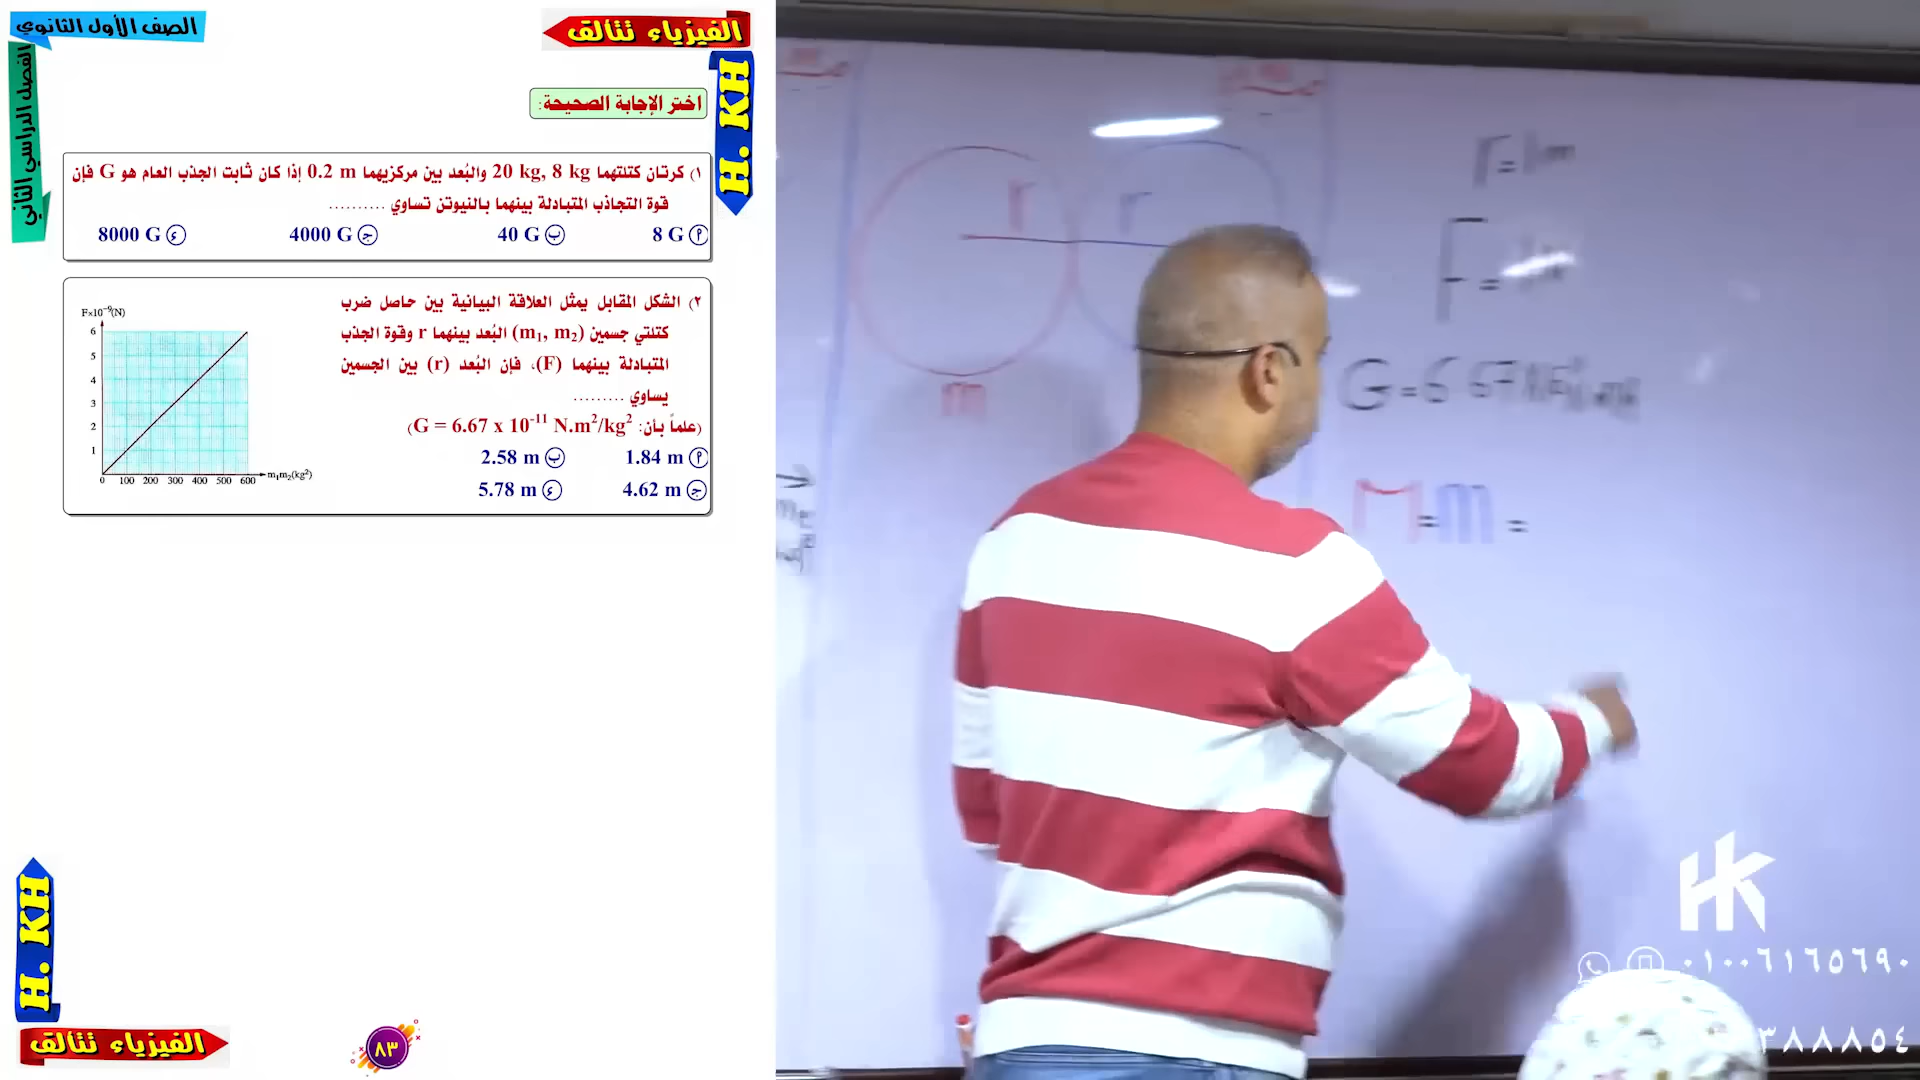 الصف الأول الثانوي
الفيزياء تتألق
الفصل الدراسي الثاني
H. KH
اختر الإجابة الصحيحة:
١) كرتان كتلتهما 20 kg, 8 kg والبُعد بين مركزيهما 0.2 m إذا كان ثابت الجذب العام هو G فإن
قوة التجاذب المتبادلة بينهما بالنيوتن تساوي ..........
أ 8 G ب 40 G ج 4000 G د 8000 G
٢) الشكل المقابل يمثل العلاقة البيانية بين حاصل ضرب
كتلتي جسمين (m₁, m₂) البُعد بينهما r وقوة الجذب
المتبادلة بينهما (F)، فإن البُعد (r) بين الجسمين
يساوي .........
(علماً بأن: G = 6.67 x 10⁻¹¹ N.m²/kg²)
أ 1.84 m ب 2.58 m
ج 4.62 m د 5.78 m
F×10⁻⁹(N)
6
5
4
3
2
1
0 100 200 300 400 500 600 m₁m₂(kg²)
H. KH
الفيزياء تتألق
٨٣
r r
m
r=1m
F=
G=6.67
M=m=
HK
٠١٠٠٦١٦٥٦٩٠
٣٨٨٨٥٤